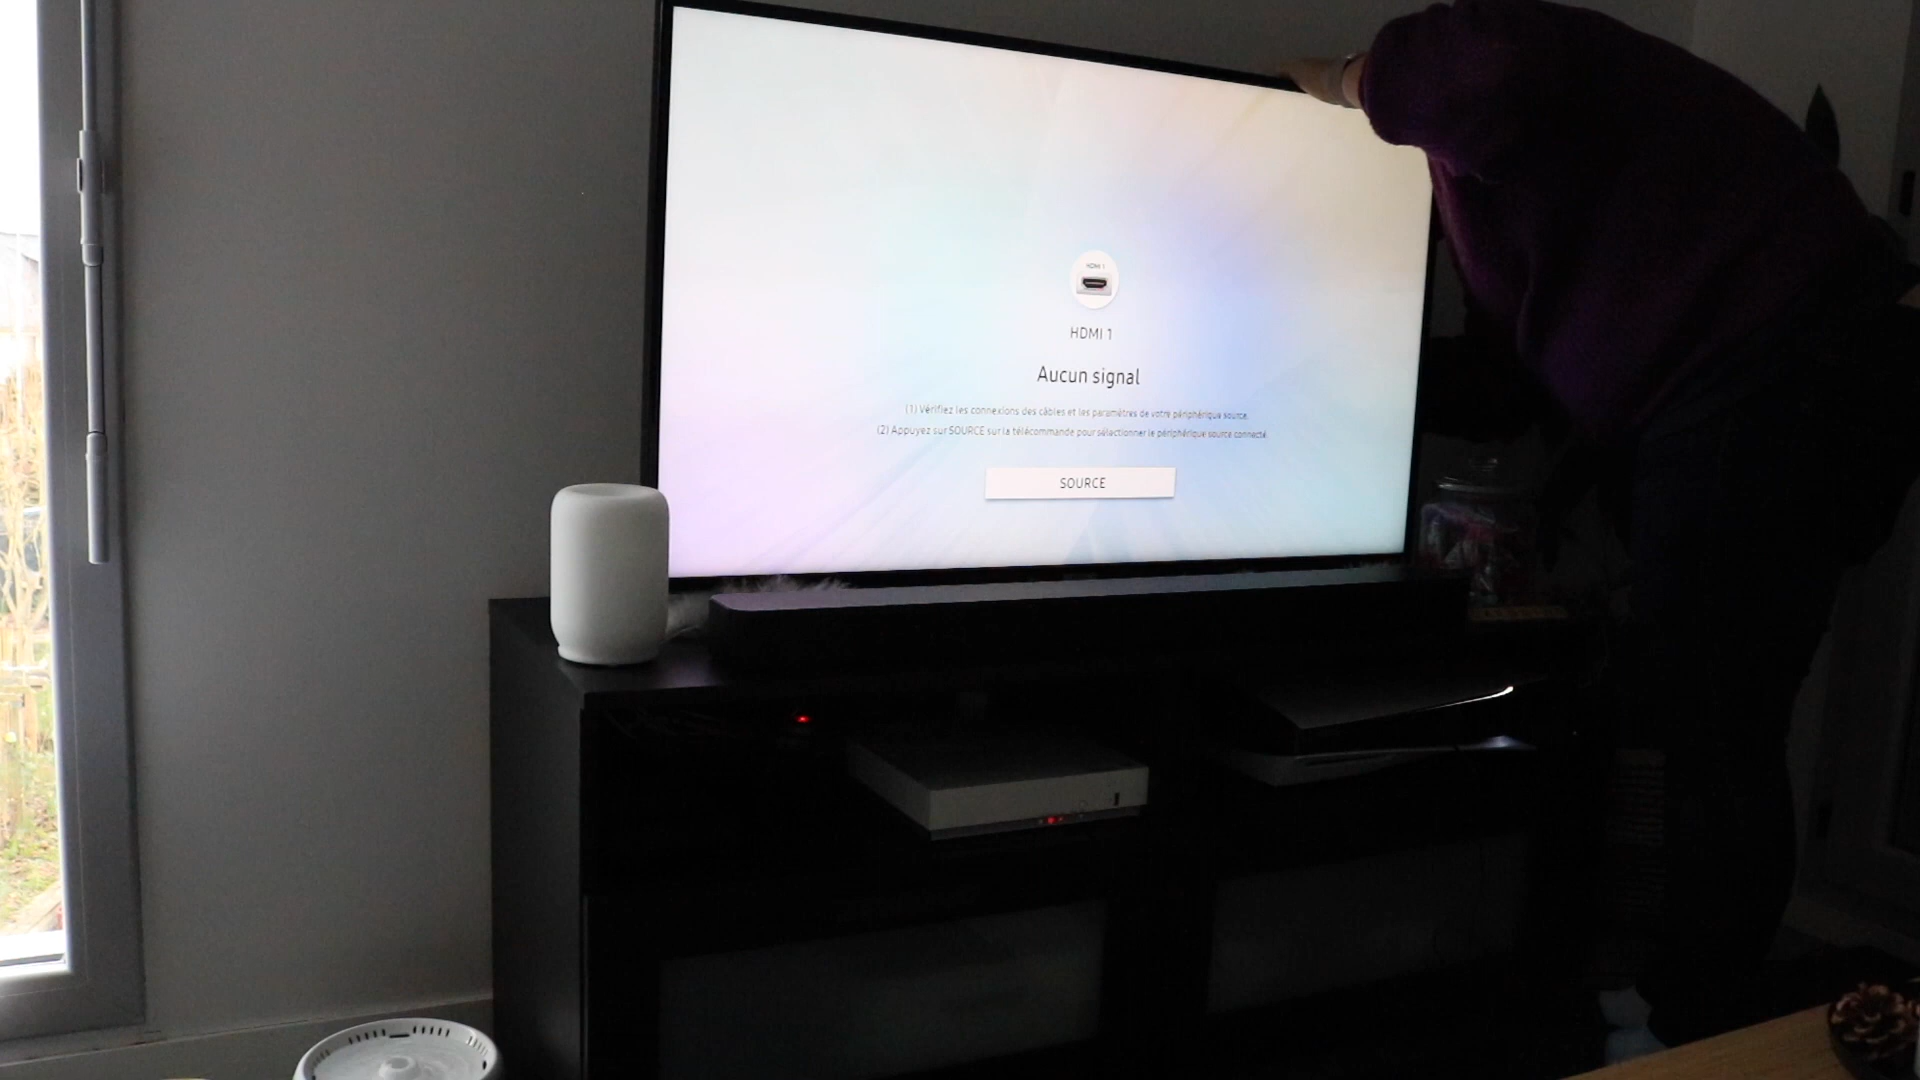 HDMI 1
HDMI 1
Aucun signal
(1) Vérifiez les connexions des câbles et les paramètres de votre périphérique source.
(2) Appuyez sur SOURCE sur la télécommande pour sélectionner le périphérique source connecté.
SOURCE